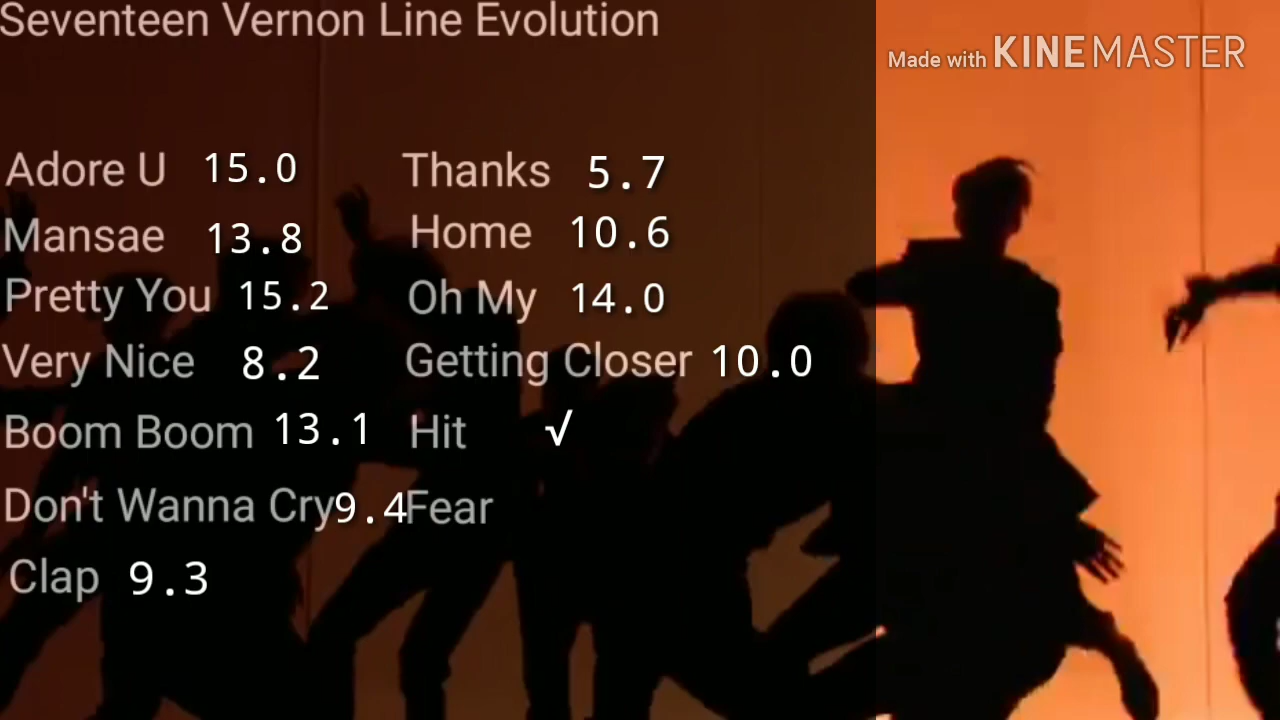 Seventeen Vernon Line Evolution
Made with KINEMASTER
Adore U 15.0
Mansae 13.8
Pretty You 15.2
Very Nice 8.2
Boom Boom 13.1
Don't Wanna Cry 9.4
Clap 9.3
Thanks 5.7
Home 10.6
Oh My 14.0
Getting Closer 10.0
Hit √
Fear